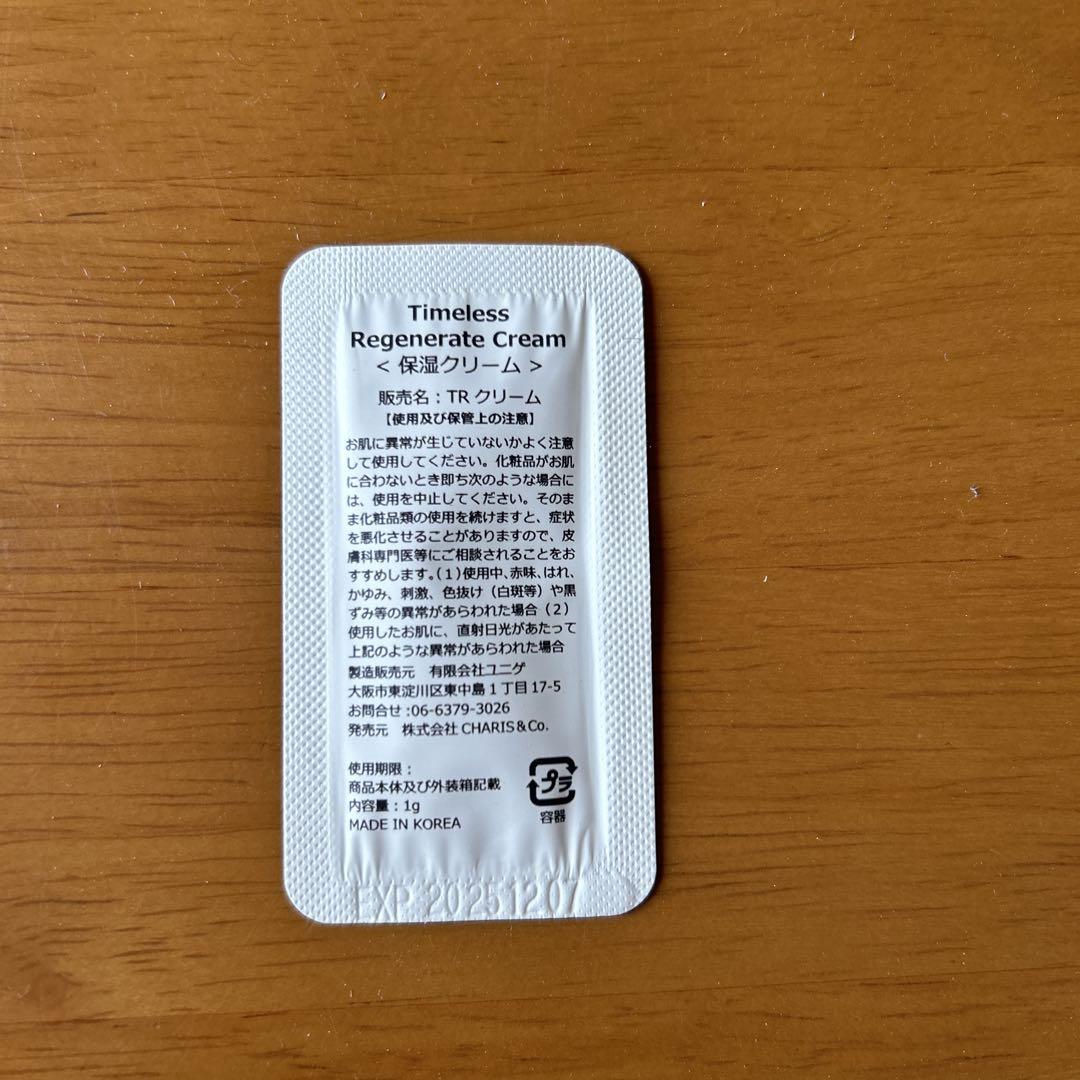 Timeless
Regenerate Cream
< 保湿クリーム >
販売名：TR クリーム
【使用及び保管上の注意】
お肌に異常が生じていないかよく注意
して使用してください。化粧品がお肌
に合わないとき即ち次のような場合に
は、使用を中止してください。そのま
ま化粧品類の使用を続けますと、症状
を悪化させることがありますので、皮
膚科専門医等にご相談されることをお
すすめします。（1）使用中、赤味、はれ、
かゆみ、刺激、色抜け（白斑等）や黒
ずみ等の異常があらわれた場合（2）
使用したお肌に、直射日光があたって
上記のような異常があらわれた場合
製造販売元　有限会社ユニゲ
大阪市東淀川区東中島1丁目17-5
お問合せ:06-6379-3026
発売元　株式会社CHARIS＆Co.
使用期限：
商品本体及び外装箱記載
内容量：1g
MADE IN KOREA
プラ
容器
EXP 20251207